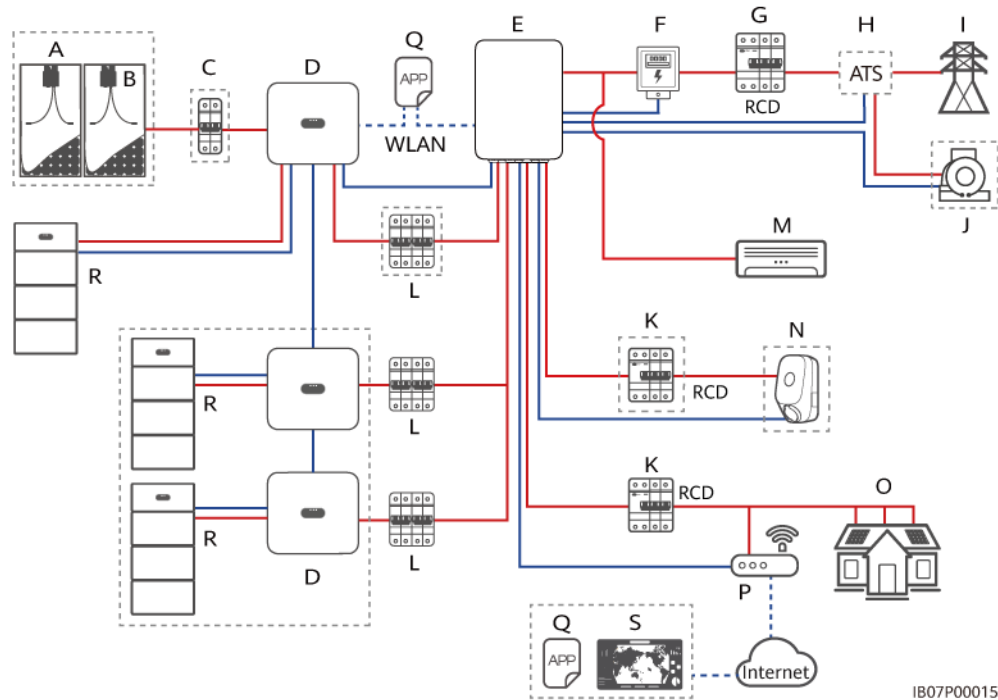 A
B
C
D
Q
APP
WLAN
E
F
G
RCD
H
ATS
I
J
R
L
M
K
RCD
N
R
L
K
RCD
O
R
D
L
P
Q
APP
S
Internet
IB07P00015